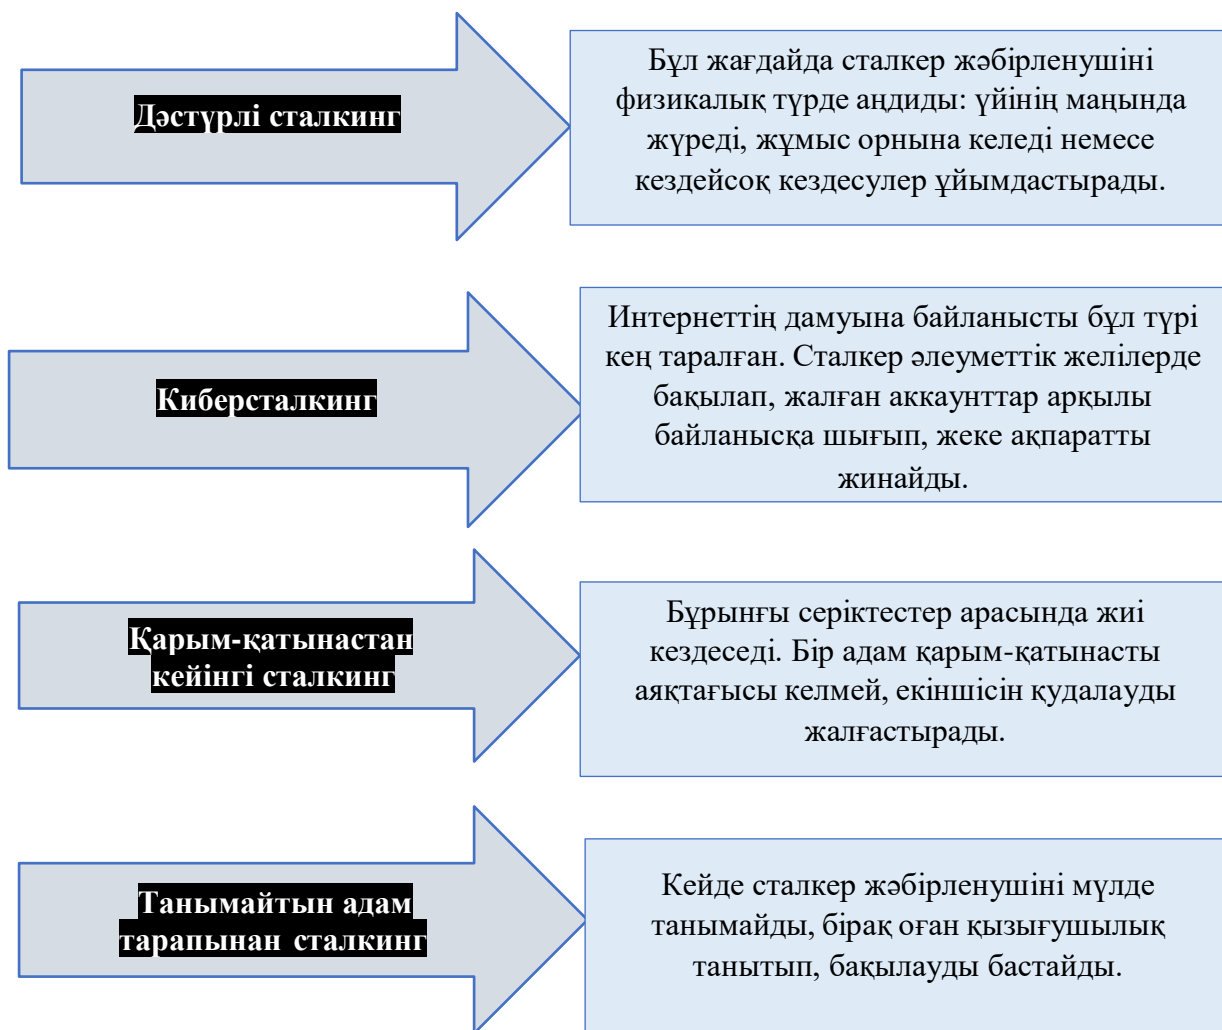 Дәстүрлі сталкинг
Бұл жағдайда сталкер жәбірленушіні
физикалық түрде аңдиды: үйінің маңында
жүреді, жұмыс орнына келеді немесе
кездейсоқ кездесулер ұйымдастырады.
Киберсталкинг
Интернеттің дамуына байланысты бұл түрі
кең таралған. Сталкер әлеуметтік желілерде
бақылап, жалған аккаунттар арқылы
байланысқа шығып, жеке ақпаратты
жинайды.
Қарым-қатынастан
кейінгі сталкинг
Бұрынғы серіктестер арасында жиі
кездеседі. Бір адам қарым-қатынасты
аяқтағысы келмей, екіншісін қудалауды
жалғастырады.
Танымайтын адам
тарапынан сталкинг
Кейде сталкер жәбірленушіні мүлде
танымайды, бірақ оған қызығушылық
танытып, бақылауды бастайды.